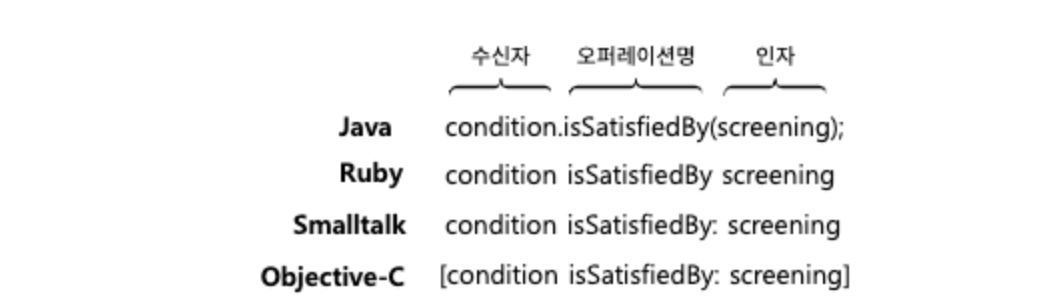 수신자 오퍼레이션명 인자
Java condition.isSatisfiedBy(screening);
Ruby condition isSatisfiedBy screening
Smalltalk condition isSatisfiedBy: screening
Objective-C [condition isSatisfiedBy: screening]